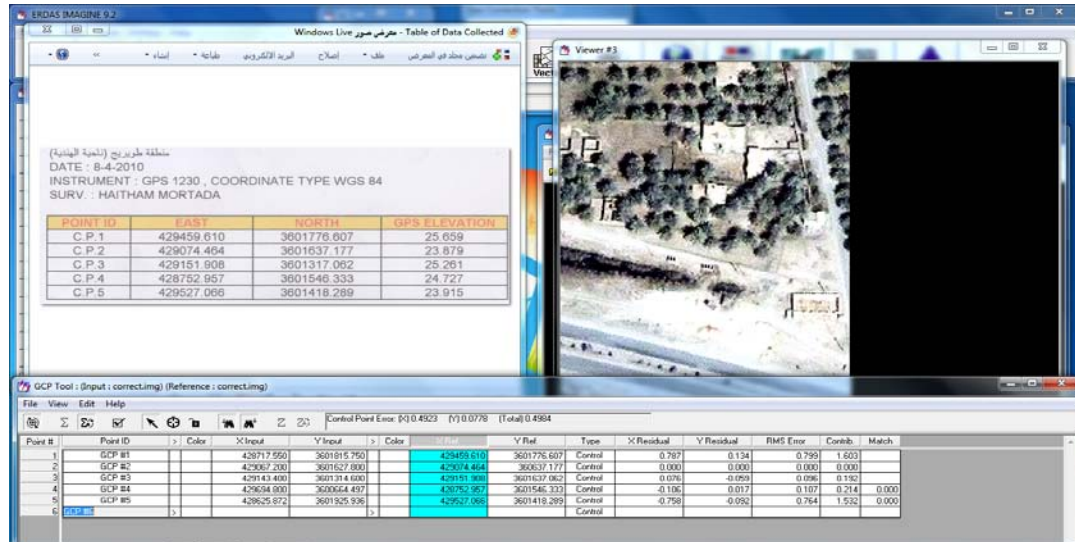 ERDAS IMAGINE 9.2
Table of Data Collected - معرض صور Windows Live
تضمين مجلد في المعرض ملف إصلاح البريد الالكتروني طباعة إنشاء »
Viewer #3
Vect
منطقة طويريج (ناحية الهندية)
DATE : 8-4-2010
INSTRUMENT : GPS 1230 , COORDINATE TYPE WGS 84
SURV. : HAITHAM MORTADA
POINT ID EAST NORTH GPS ELEVATION
C.P.1 429459.610 3601776.607 25.659
C.P.2 429074.464 3601637.177 23.879
C.P.3 429151.908 3601317.062 25.261
C.P.4 428752.957 3601546.333 24.727
C.P.5 429527.066 3601418.289 23.915
GCP Tool : (Input : correct.img) (Reference : correct.img)
File View Edit Help
Control Point Error: (X) 0.4923 (Y) 0.0778 (Total) 0.4984
Point # Point ID > Color X Input Y Input > Color X Ref. Y Ref. Type X Residual Y Residual RMS Error Contrib. Match
1 GCP #1 428717.550 3601815.750 429459.610 3601776.607 Control 0.787 0.134 0.799 1.603
2 GCP #2 429067.200 3601627.800 429074.464 360637.177 Control 0.000 0.000 0.000 0.000
3 GCP #3 429143.400 3601314.600 429151.908 3601637.062 Control 0.076 -0.059 0.096 0.192
4 GCP #4 429694.800 3600664.497 428752.957 3601546.333 Control -0.106 0.017 0.107 0.214 0.000
5 GCP #5 428625.872 3601925.936 429527.066 3601418.289 Control -0.758 -0.092 0.764 1.532 0.000
6 GCP #6 > > Control